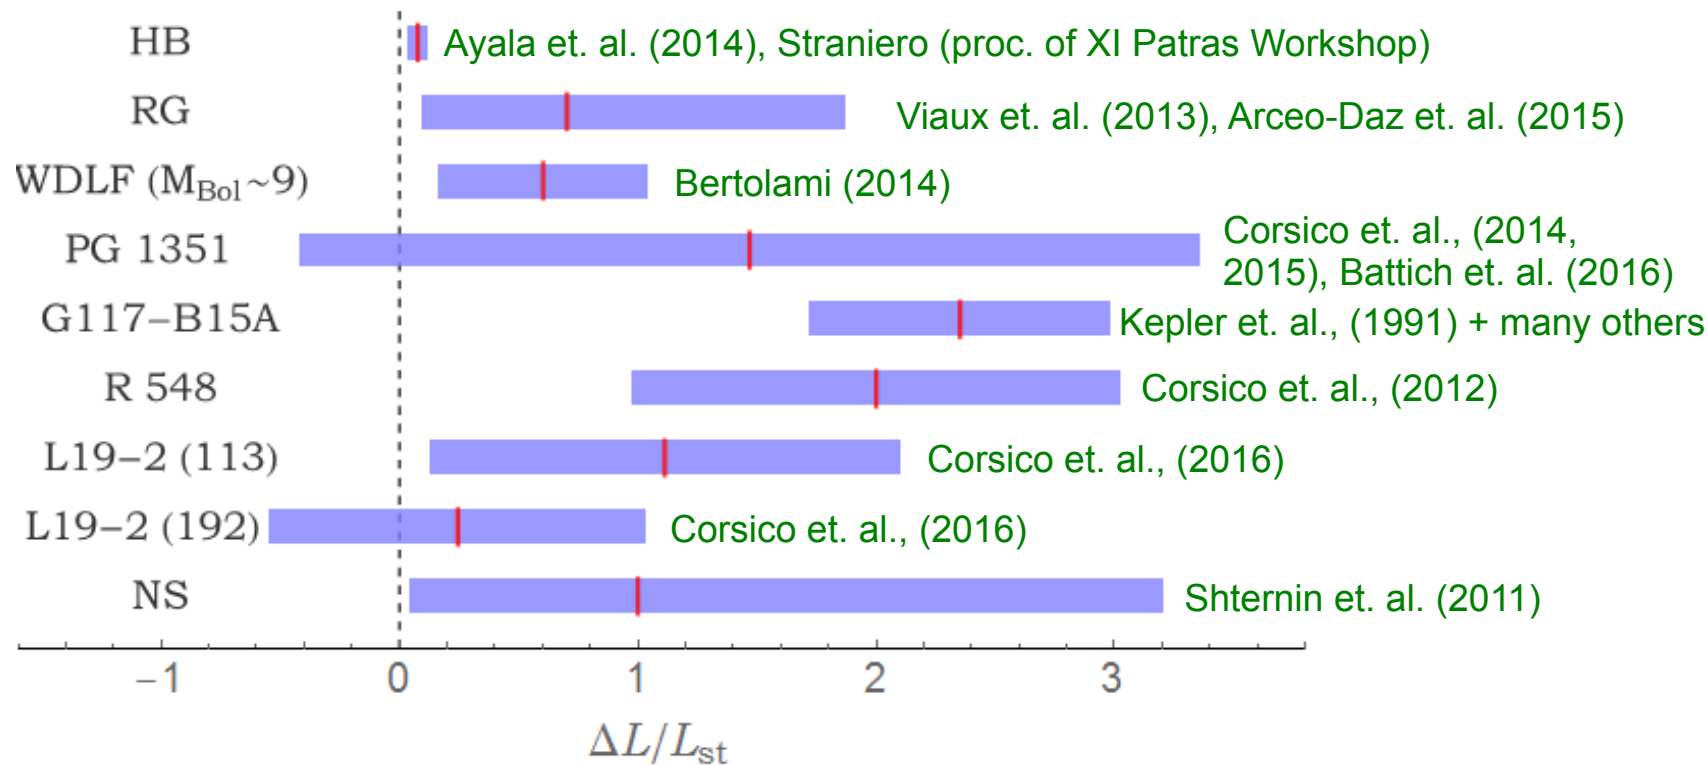 HB Ayala et. al. (2014), Straniero (proc. of XI Patras Workshop)
RG Viaux et. al. (2013), Arceo-Daz et. al. (2015)
WDLF (MBol~9) Bertolami (2014)
PG 1351 Corsico et. al., (2014,
2015), Battich et. al. (2016)
G117–B15A Kepler et. al., (1991) + many others
R 548 Corsico et. al., (2012)
L19–2 (113) Corsico et. al., (2016)
L19–2 (192) Corsico et. al., (2016)
NS Shternin et. al. (2011)
−1 0 1 2 3
ΔL/Lst